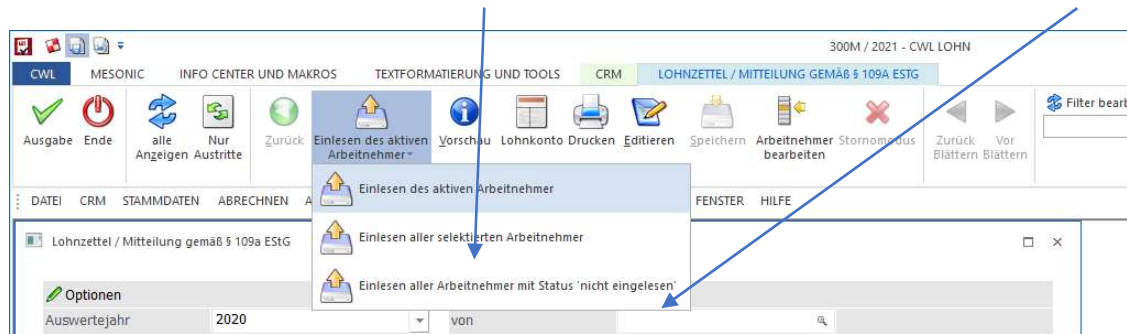 300M / 2021 - CWL LOHN
CWL MESONIC INFO CENTER UND MAKROS TEXTFORMATIERUNG UND TOOLS CRM LOHNZETTEL / MITTEILUNG GEMÄß § 109A ESTG
Ausgabe Ende alle Anzeigen Nur Austritte Zurück Einlesen des aktiven Arbeitnehmer Vorschau Lohnkonto Drucken Editieren Speichern Arbeitnehmer bearbeiten Stornomodus Zurück Blättern Vor Blättern Filter bearb
DATEI CRM STAMMDATEN ABRECHNEN A FENSTER HILFE
Einlesen des aktiven Arbeitnehmer
Einlesen aller selektierten Arbeitnehmer
Einlesen aller Arbeitnehmer mit Status 'nicht eingelesen'
Lohnzettel / Mitteilung gemäß § 109a EStG
Optionen
Auswertejahr 2020 von